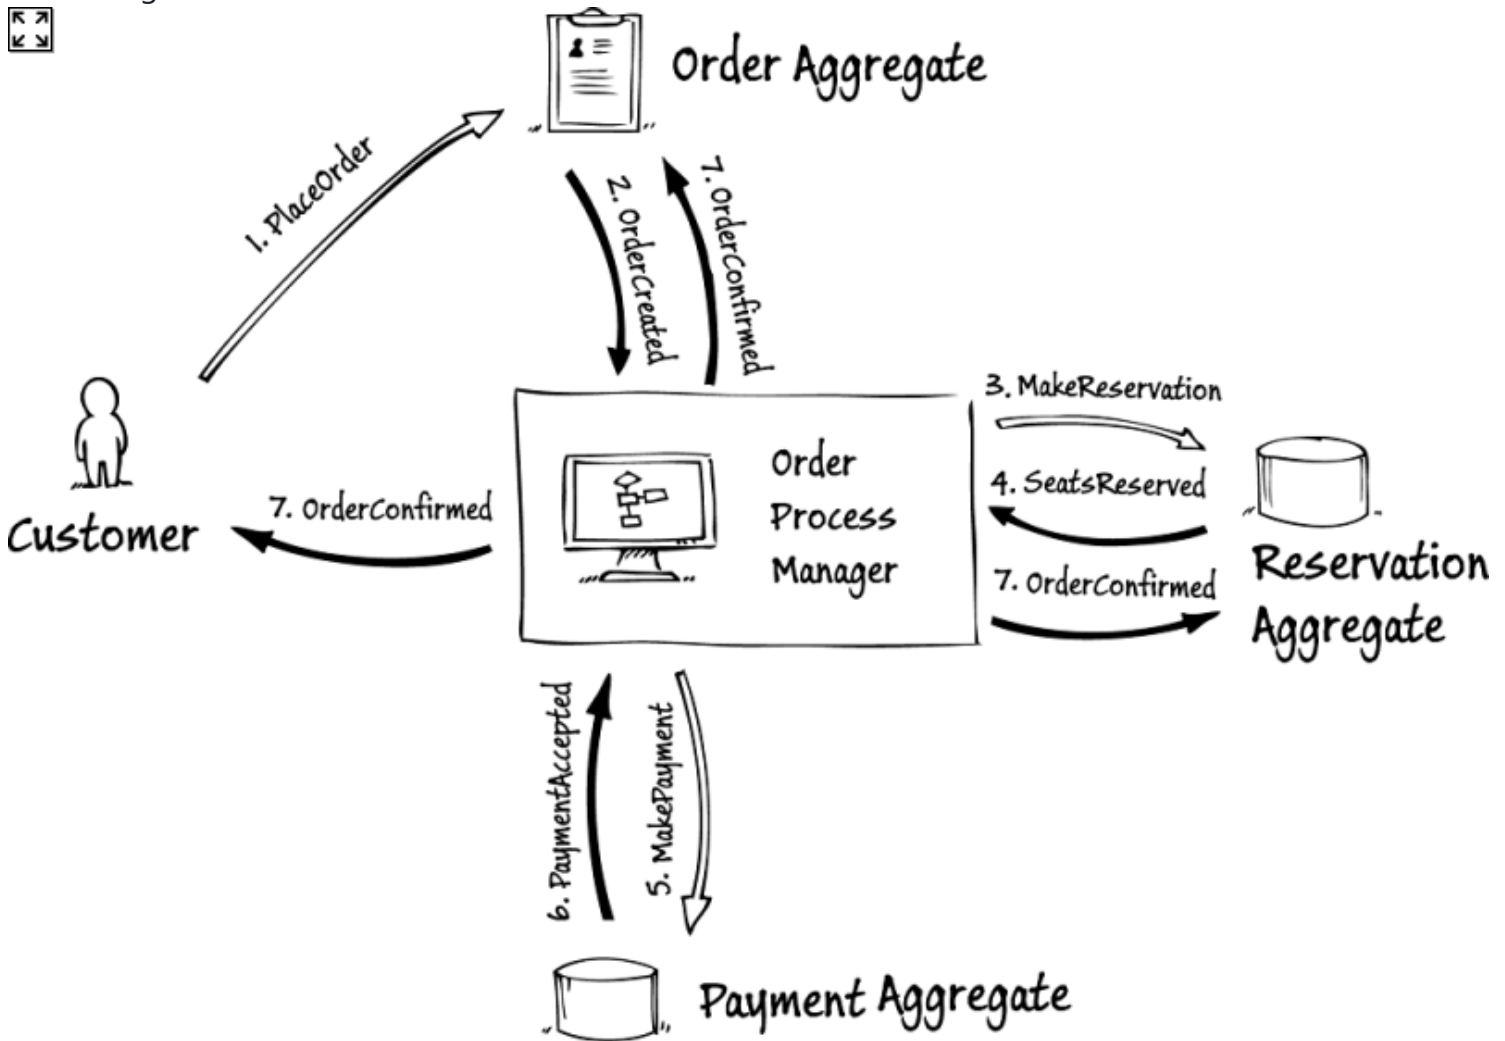 Order Aggregate
1. PlaceOrder
2. OrderCreated
7. OrderConfirmed
3. MakeReservation
Order
Process
Manager
4. SeatsReserved
7. OrderConfirmed
Customer
7. OrderConfirmed
Reservation
Aggregate
6. PaymentAccepted
5. MakePayment
Payment Aggregate